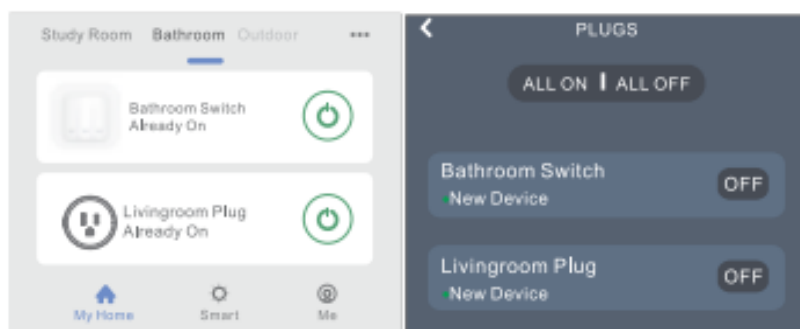 Study Room Bathroom Outdoor
Bathroom Switch
Already On
Livingroom Plug
Already On
My Home Smart Me
PLUGS
ALL ON | ALL OFF
Bathroom Switch
New Device
OFF
Livingroom Plug
New Device
OFF